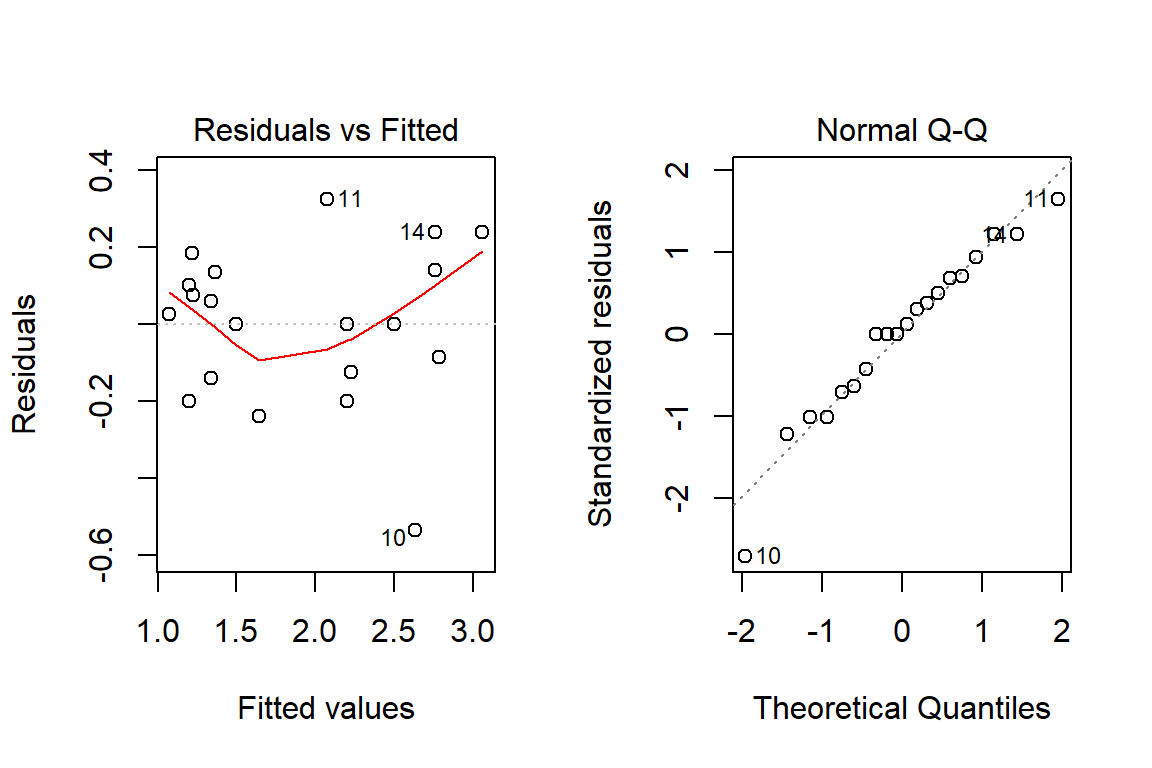 Residuals vs Fitted
Residuals
0.4
0.2
-0.2
-0.6
11
14
10
1.0 1.5 2.0 2.5 3.0
Fitted values
Normal Q-Q
Standardized residuals
2
1
0
-1
-2
11
14
10
-2 -1 0 1 2
Theoretical Quantiles